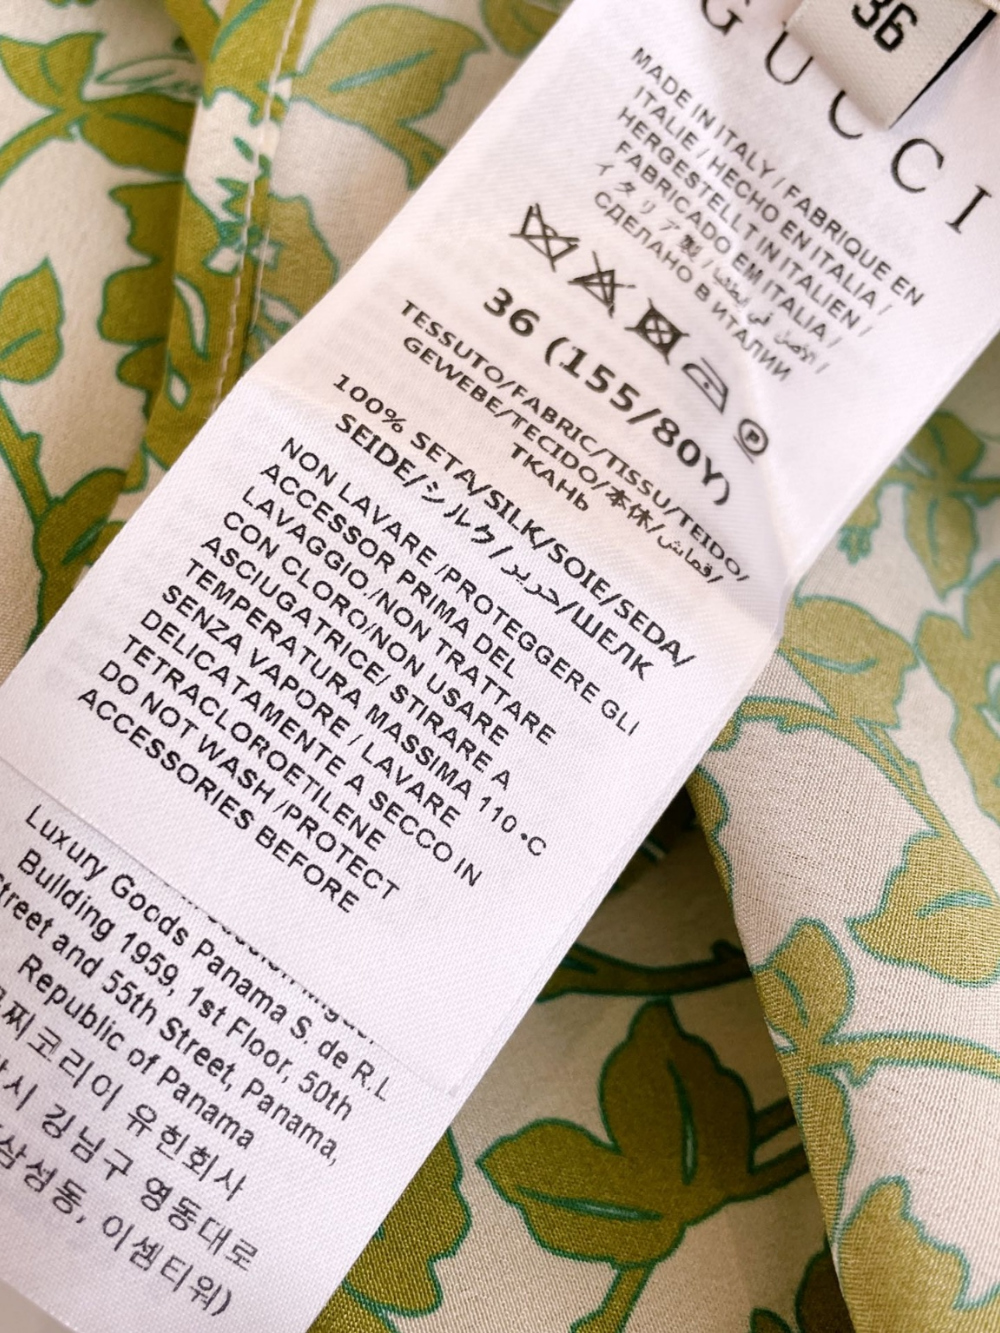 36
GUCCI
MADE IN ITALY / FABRIQUE EN
ITALIE / HECHO EN ITALIA /
HERGESTELLT IN ITALIEN /
FABRICADO EM ITALIA /
イタリア製 / الأصل في إيطاليا /
СДЕЛАНО В ИТАЛИИ
P
36 (155/80Y)
TESSUTO/FABRIC/TISSU/TEIDO/
GEWEBE/TECIDO/本体/قماش/
ТКАНЬ
100% SETA/SILK/SOIE/SEDA/
SEIDE/シルク/حرير/ШЕЛК
NON LAVARE /PROTEGGERE GLI
ACCESSOR PRIMA DEL
LAVAGGIO./NON TRATTARE
CON CLORO/NON USARE
ASCIUGATRICE/ STIRARE A
TEMPERATURA MASSIMA 110 •C
SENZA VAPORE / LAVARE
DELICATAMENTE A SECCO IN
TETRACLOROETILENE
DO NOT WASH /PROTECT
ACCESSORIES BEFORE
Luxury Goods Panama S. de R.L
Building 1959, 1st Floor, 50th
Street and 55th Street, Panama,
Republic of Panama
찌코리아 유한회사
시 강남구 영동대로
삼성동, 이셈티워)